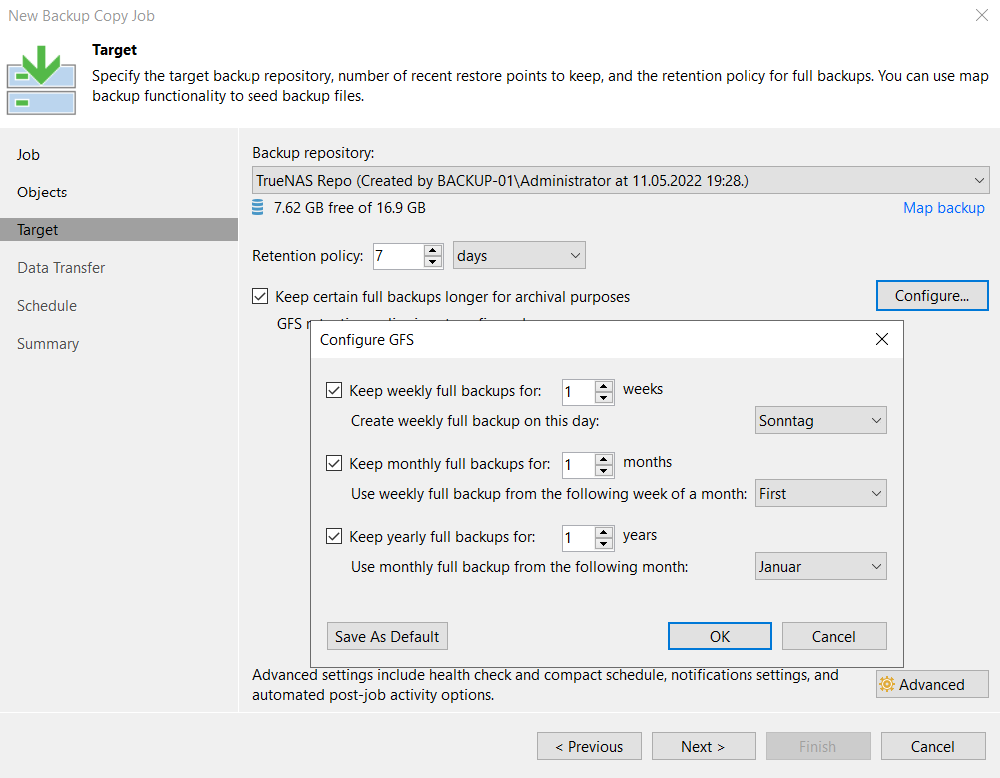 New Backup Copy Job
Target
Specify the target backup repository, number of recent restore points to keep, and the retention policy for full backups. You can use map
backup functionality to seed backup files.
Job
Objects
Target
Data Transfer
Schedule
Summary
Backup repository:
TrueNAS Repo (Created by BACKUP-01\Administrator at 11.05.2022 19:28.)
7.62 GB free of 16.9 GB
Map backup
Retention policy: 7 days
Keep certain full backups longer for archival purposes
Configure...
GFS
Configure GFS
Keep weekly full backups for: 1 weeks
Create weekly full backup on this day: Sonntag
Keep monthly full backups for: 1 months
Use weekly full backup from the following week of a month: First
Keep yearly full backups for: 1 years
Use monthly full backup from the following month: Januar
Save As Default
OK
Cancel
Advanced settings include health check and compact schedule, notifications settings, and
automated post-job activity options.
Advanced
< Previous
Next >
Finish
Cancel